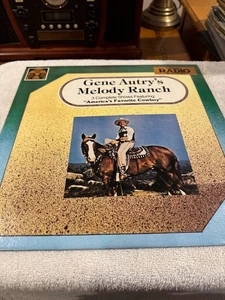 RADIO
Gene Autry's
Melody Ranch
3 Complete Shows Featuring
"America's Favorite Cowboy"